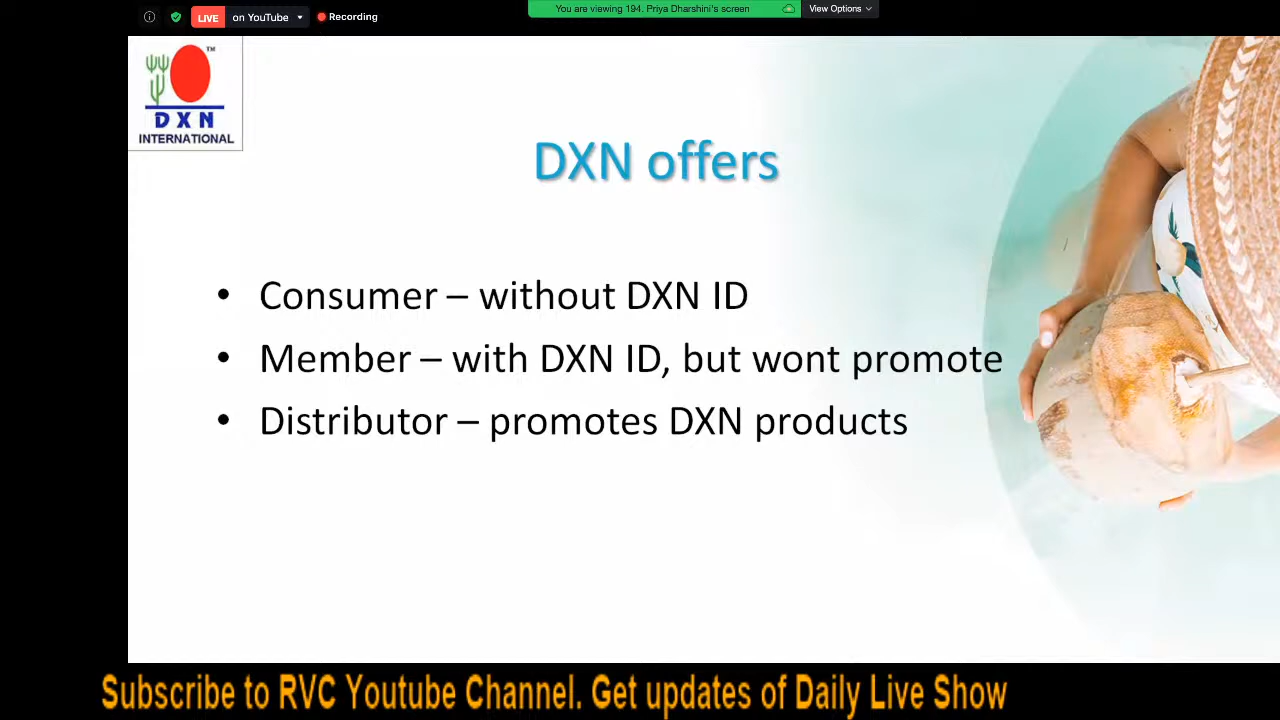 LIVE on YouTube Recording You are viewing 194. Priya Dharshini's screen View Options
TM
DXN
INTERNATIONAL
DXN offers
• Consumer – without DXN ID
• Member – with DXN ID, but wont promote
• Distributor – promotes DXN products
Subscribe to RVC Youtube Channel. Get updates of Daily Live Show